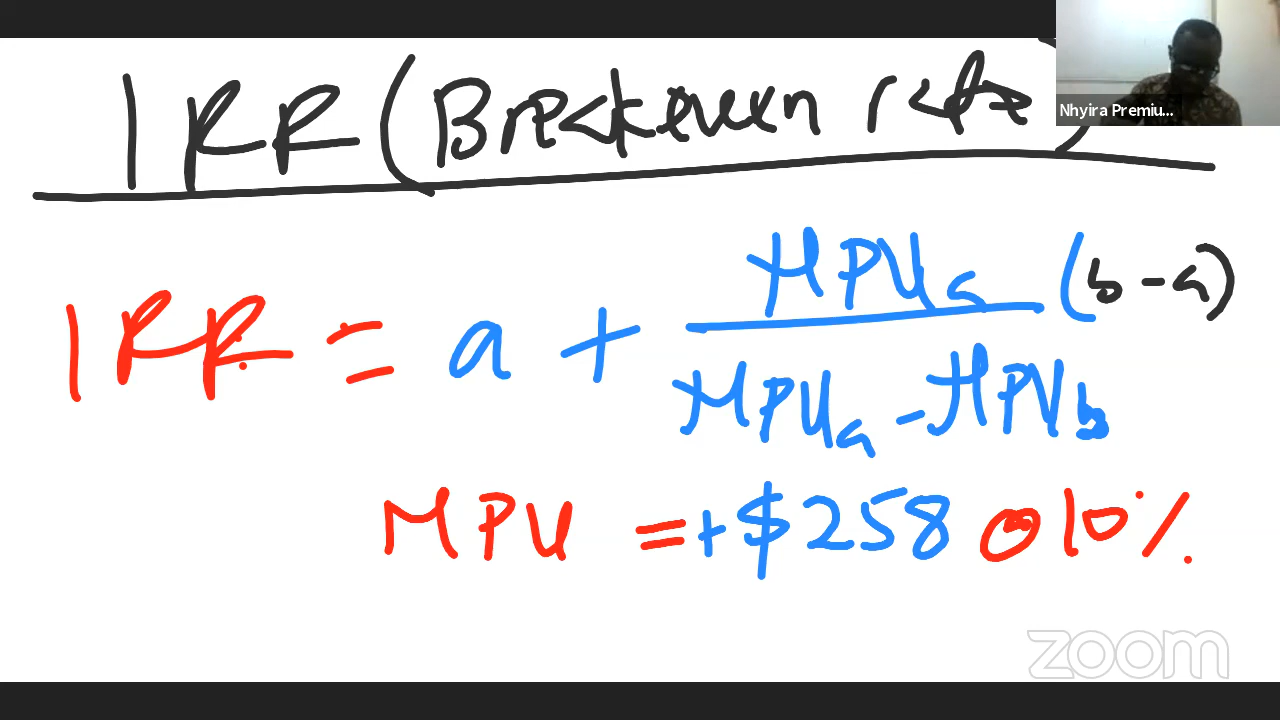 IRR (Breakeven rate)
Nhyira Premiu...
IRR = a + NPVa / NPVa - NPVb (b - a)
NPV = +$258 @ 10%
zoom